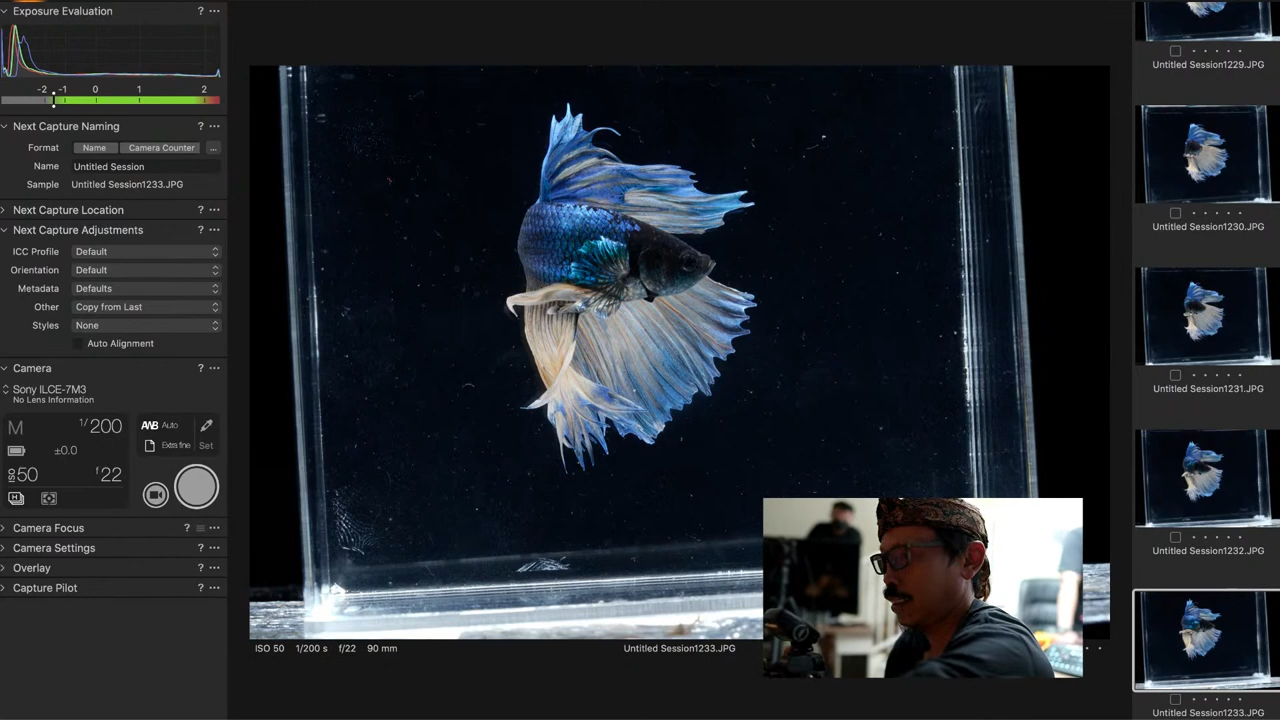 Exposure Evaluation ? ...
-2 -1 0 1 2
Next Capture Naming ? ...
Format Name Camera Counter ...
Name Untitled Session
Sample Untitled Session1233.JPG
Next Capture Location ? ...
Next Capture Adjustments ? ...
ICC Profile Default
Orientation Default
Metadata Defaults
Other Copy from Last
Styles None
Auto Alignment
Camera ? ...
Sony ILCE-7M3
No Lens Information
M 1/200 AWB Auto
±0.0 Extra fine Set
ISO 50 f22
H
Camera Focus ? ...
Camera Settings ? ...
Overlay ? ...
Capture Pilot ? ...
ISO 50 1/200 s f/22 90 mm
Untitled Session1233.JPG
Untitled Session1229.JPG
Untitled Session1230.JPG
Untitled Session1231.JPG
Untitled Session1232.JPG
Untitled Session1233.JPG